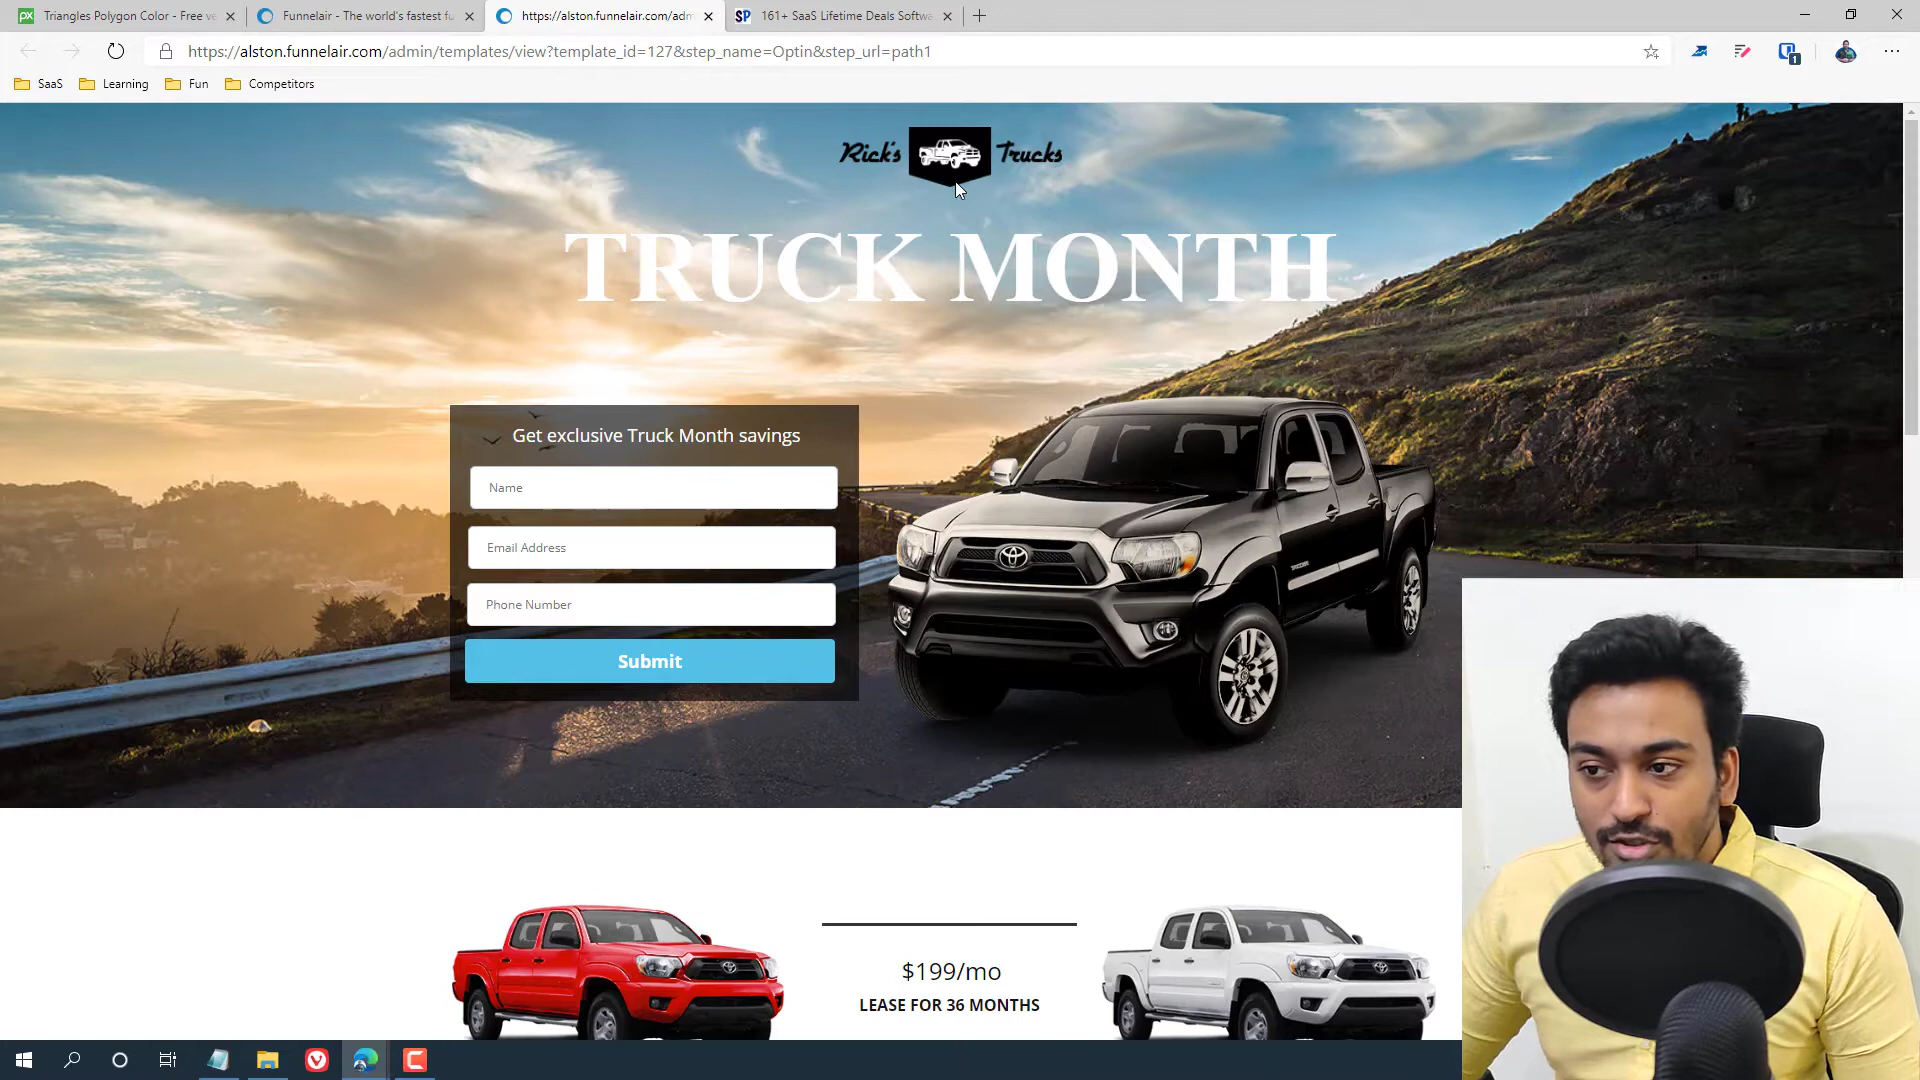 px Triangles Polygon Color - Free ve
Funnelair - The world's fastest fu
https://alston.funnelair.com/adm
SP 161+ SaaS Lifetime Deals Softwa
https://alston.funnelair.com/admin/templates/view?template_id=127&step_name=Optin&step_url=path1
1
SaaS
Learning
Fun
Competitors
Rick's Trucks
TRUCK MONTH
Get exclusive Truck Month savings
Name
Email Address
Phone Number
Submit
$199/mo
LEASE FOR 36 MONTHS